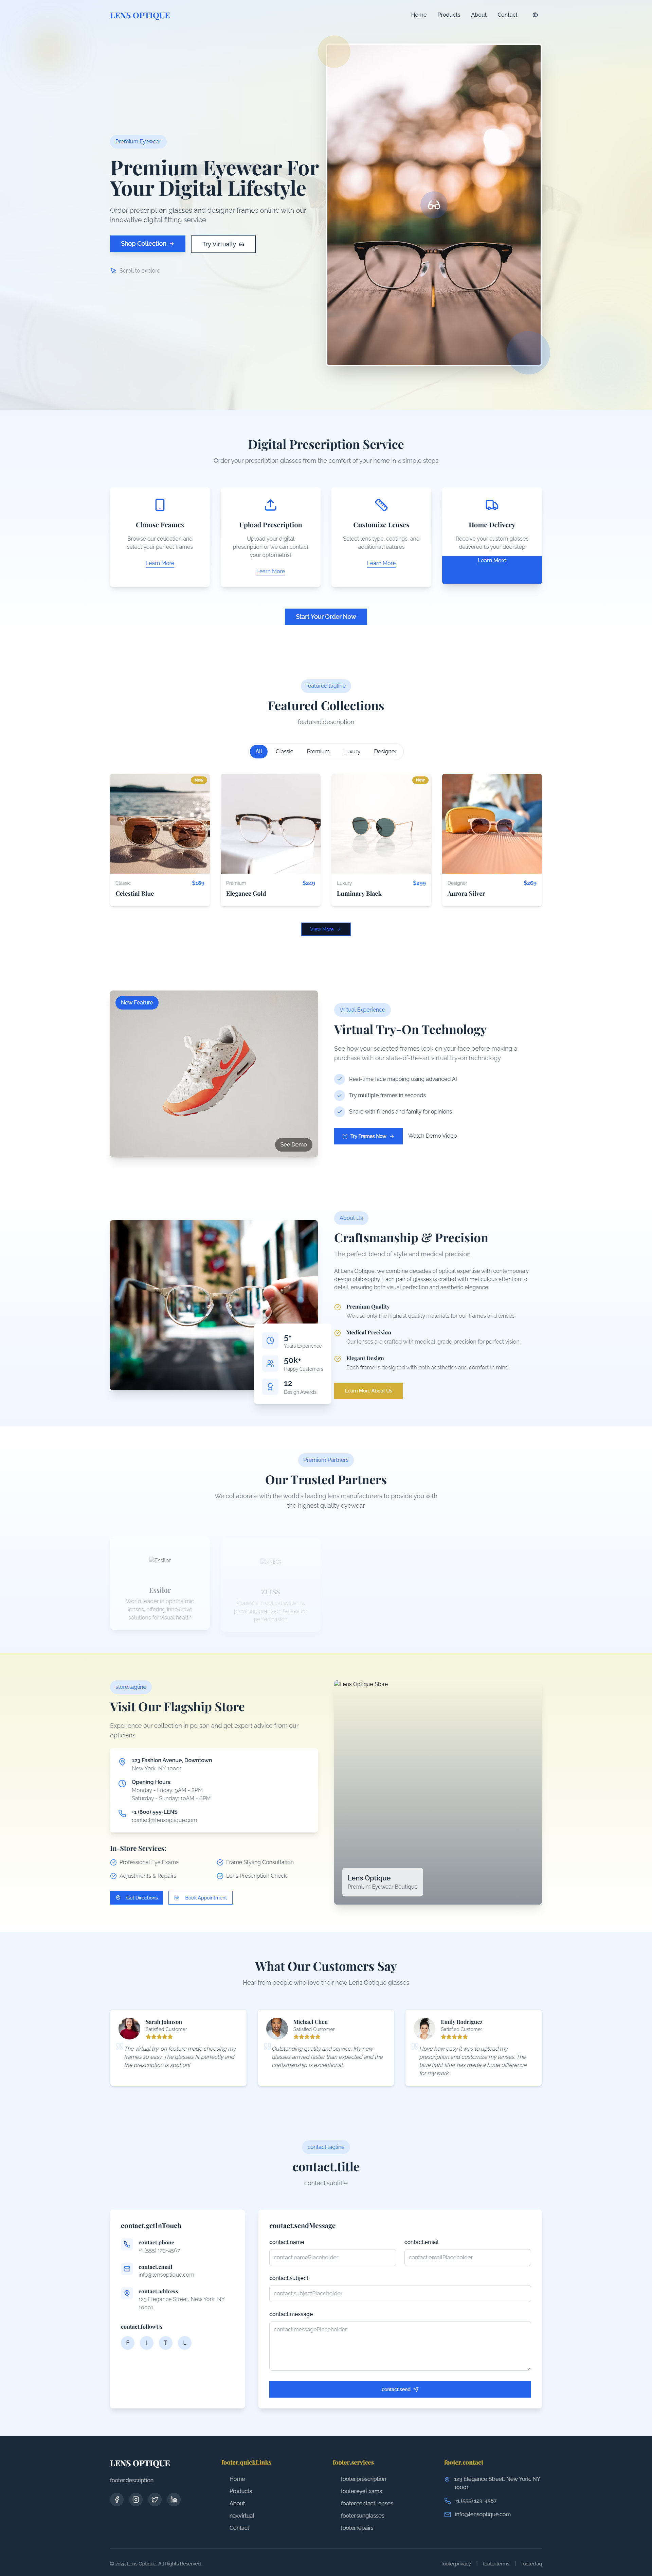 LENS OPTIQUE
Home Products About Contact
Premium Eyewear
Premium Eyewear For
Your Digital Lifestyle
Order prescription glasses and designer frames online with our
innovative digital fitting service
Shop Collection
Try Virtually
Scroll to explore
Digital Prescription Service
Order your prescription glasses from the comfort of your home in 4 simple steps
Choose Frames
Browse our collection and
select your perfect frames
Learn More
Upload Prescription
Upload your digital
prescription or we can contact
your optometrist
Learn More
Customize Lenses
Select lens type, coatings, and
additional features
Learn More
Home Delivery
Receive your custom glasses
delivered to your doorstep
Learn More
Start Your Order Now
featured.tagline
Featured Collections
featured.description
All Classic Premium Luxury Designer
New
Classic $189
Celestial Blue
Premium $249
Elegance Gold
New
Luxury $299
Luminary Black
Designer $269
Aurora Silver
View More
New Feature
See Demo
Virtual Experience
Virtual Try-On Technology
See how your selected frames look on your face before making a
purchase with our state-of-the-art virtual try-on technology
Real-time face mapping using advanced AI
Try multiple frames in seconds
Share with friends and family for opinions
Try Frames Now
Watch Demo Video
5+
Years Experience
50k+
Happy Customers
12
Design Awards
About Us
Craftsmanship & Precision
The perfect blend of style and medical precision
At Lens Optique, we combine decades of optical expertise with contemporary
design philosophy. Each pair of glasses is crafted with meticulous attention to
detail, ensuring both visual perfection and aesthetic elegance.
Premium Quality
We use only the highest quality materials for our frames and lenses.
Medical Precision
Our lenses are crafted with medical-grade precision for perfect vision.
Elegant Design
Each frame is designed with both aesthetics and comfort in mind.
Learn More About Us
Premium Partners
Our Trusted Partners
We collaborate with the world's leading lens manufacturers to provide you with
the highest quality eyewear
Essilor
Essilor
World leader in ophthalmic
lenses, offering innovative
solutions for visual health
ZEISS
store.tagline
Visit Our Flagship Store
Experience our collection in person and get expert advice from our
opticians
123 Fashion Avenue, Downtown
New York, NY 10001
Opening Hours:
Monday - Friday: 9AM - 8PM
Saturday - Sunday: 10AM - 6PM
+1 (800) 555-LENS
contact@lensoptique.com
In-Store Services:
Professional Eye Exams
Frame Styling Consultation
Adjustments & Repairs
Lens Prescription Check
Get Directions
Book Appointment
Lens Optique Store
Lens Optique
Premium Eyewear Boutique
What Our Customers Say
Hear from people who love their new Lens Optique glasses
Sarah Johnson
Satisfied Customer
The virtual try-on feature made choosing my
frames so easy. The glasses fit perfectly and
the prescription is spot on!
Michael Chen
Satisfied Customer
Outstanding quality and service. My new
glasses arrived faster than expected and the
craftsmanship is exceptional.
Emily Rodriguez
Satisfied Customer
I love how easy it was to upload my
prescription and customize my lenses. The
blue light filter has made a huge difference
for my work.
contact.tagline
contact.title
contact.subtitle
contact.getInTouch
contact.phone
+1 (555) 123-4567
contact.email
info@lensoptique.com
contact.address
123 Elegance Street, New York, NY
10001
contact.followUs
F I T L
contact.sendMessage
contact.name
contact.namePlaceholder
contact.email
contact.emailPlaceholder
contact.subject
contact.subjectPlaceholder
contact.message
contact.messagePlaceholder
contact.send
LENS OPTIQUE
footer.description
footer.quickLinks
Home
Products
About
nav.virtual
Contact
footer.services
footer.prescription
footer.eyeExams
footer.contactLenses
footer.sunglasses
footer.repairs
footer.contact
123 Elegance Street, New York, NY
10001
+1 (555) 123-4567
info@lensoptique.com
© 2025 Lens Optique. All Rights Reserved.
footer.privacy | footer.terms | footer.faq